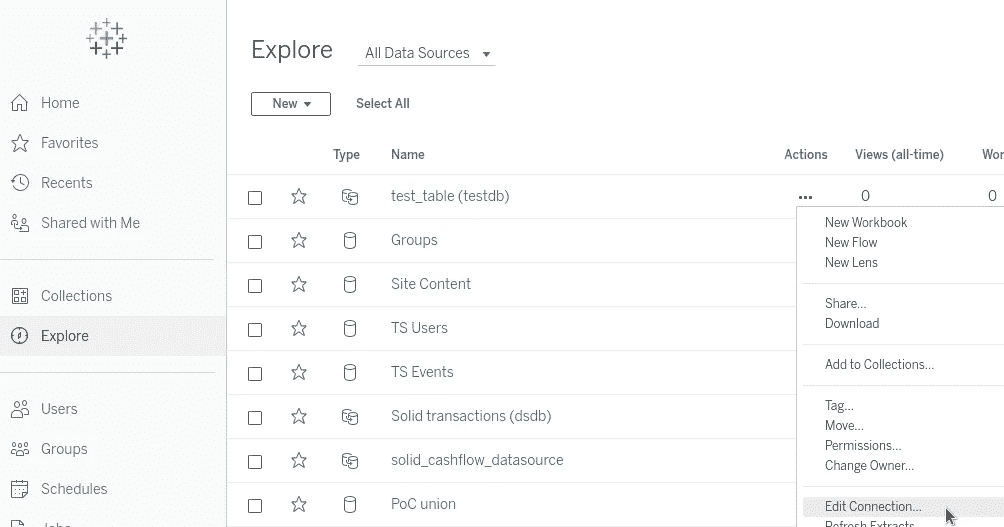 Home
Favorites
Recents
Shared with Me
Collections
Explore
Users
Groups
Schedules
Jobs
Explore
All Data Sources
New
Select All
Type Name Actions Views (all-time) Wor
test_table (testdb) ... 0 0
Groups
Site Content
TS Users
TS Events
Solid transactions (dsdb)
solid_cashflow_datasource
PoC union
New Workbook
New Flow
New Lens
Share...
Download
Add to Collections...
Tag...
Move...
Permissions...
Change Owner...
Edit Connection...
Refresh Extracts